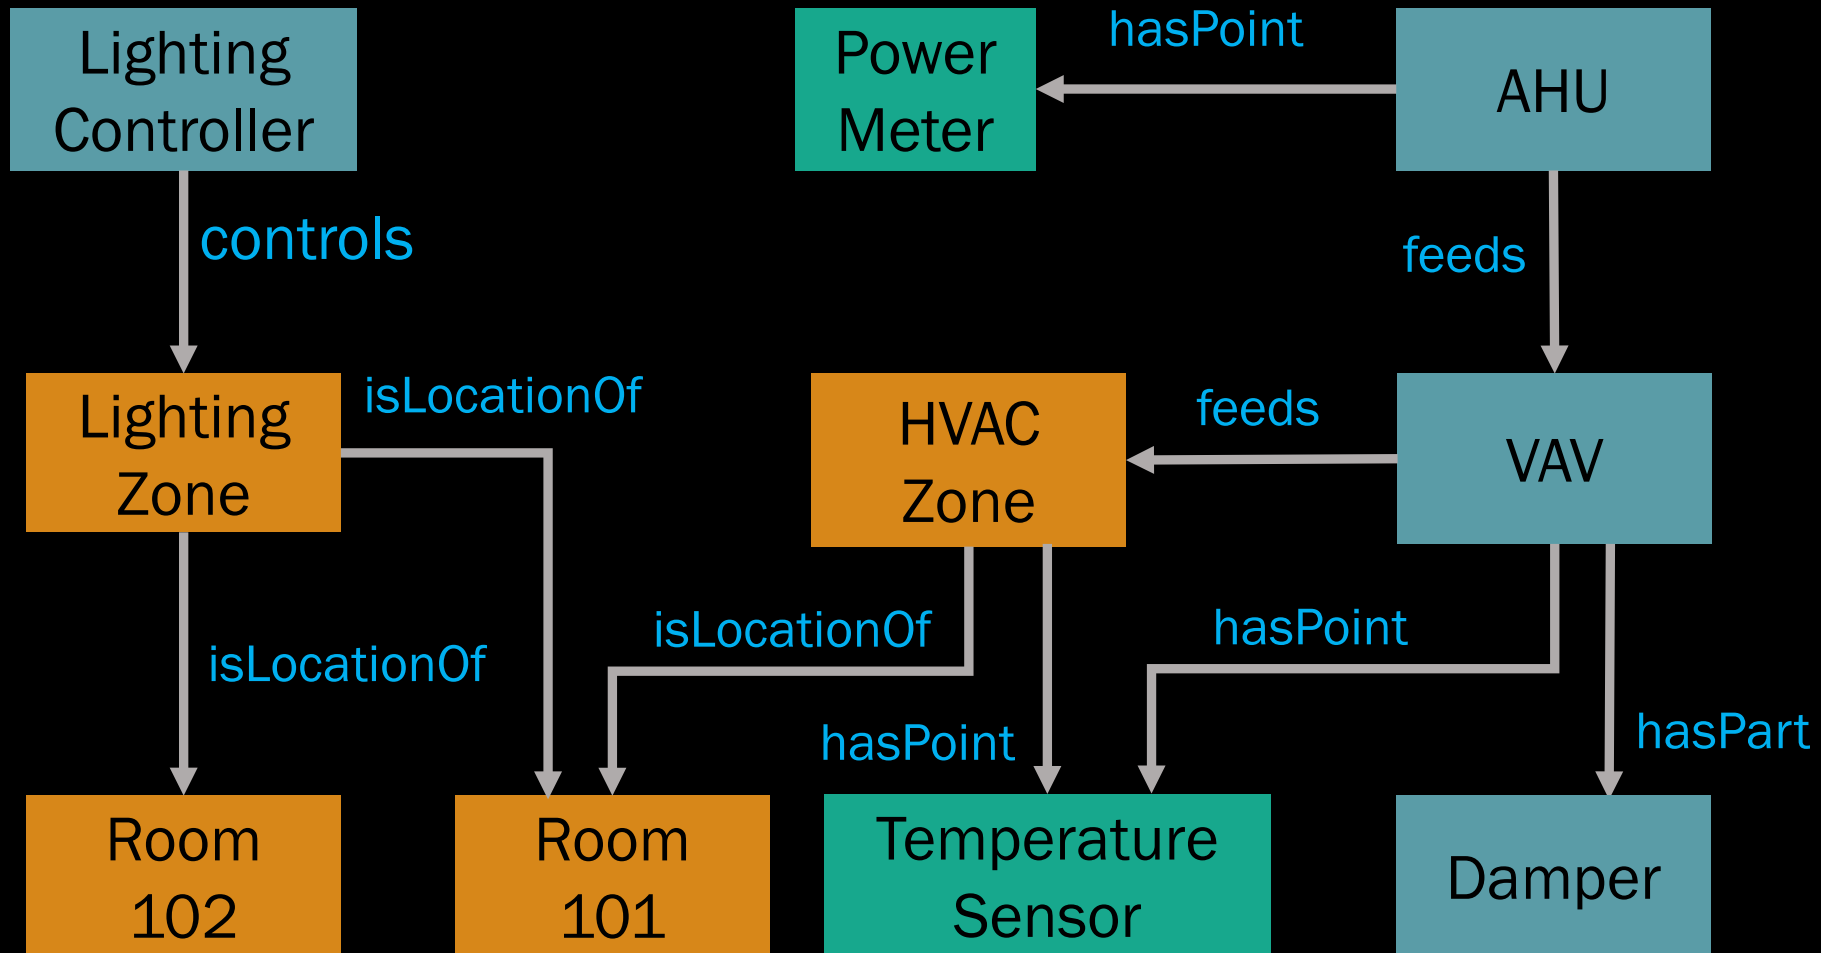 Lighting
Controller
Power
Meter
hasPoint
AHU
controls
feeds
Lighting
Zone
isLocationOf
HVAC
Zone
feeds
VAV
isLocationOf
isLocationOf
hasPoint
hasPoint
hasPart
Room
102
Room
101
Temperature
Sensor
Damper